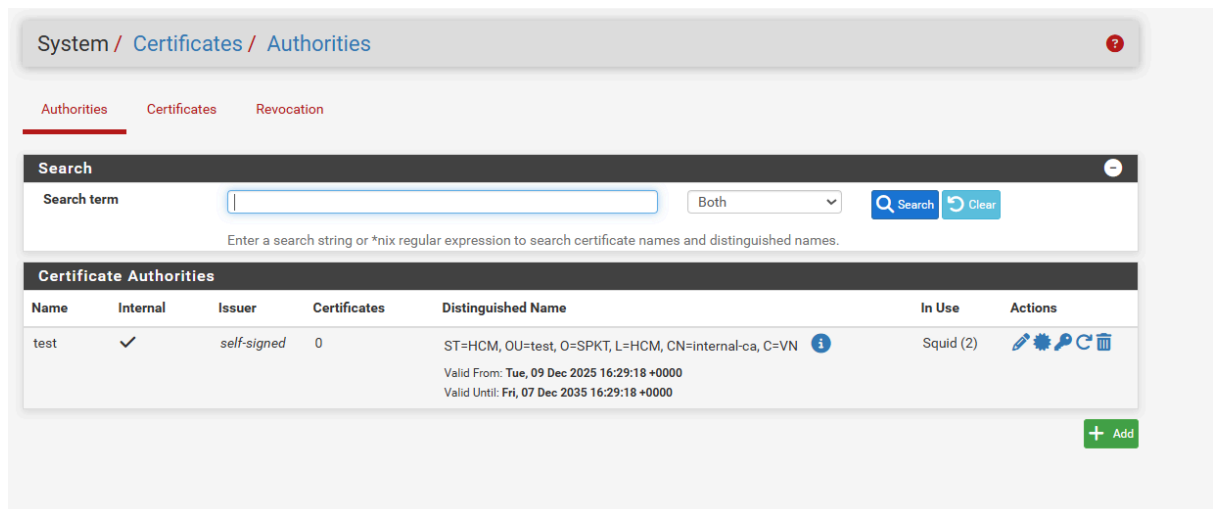 System / Certificates / Authorities
Authorities Certificates Revocation
Search
Search term Both Search Clear
Enter a search string or *nix regular expression to search certificate names and distinguished names.
Certificate Authorities
Name Internal Issuer Certificates Distinguished Name In Use Actions
test self-signed 0 ST=HCM, OU=test, O=SPKT, L=HCM, CN=internal-ca, C=VN Squid (2)
Valid From: Tue, 09 Dec 2025 16:29:18 +0000
Valid Until: Fri, 07 Dec 2035 16:29:18 +0000
Add